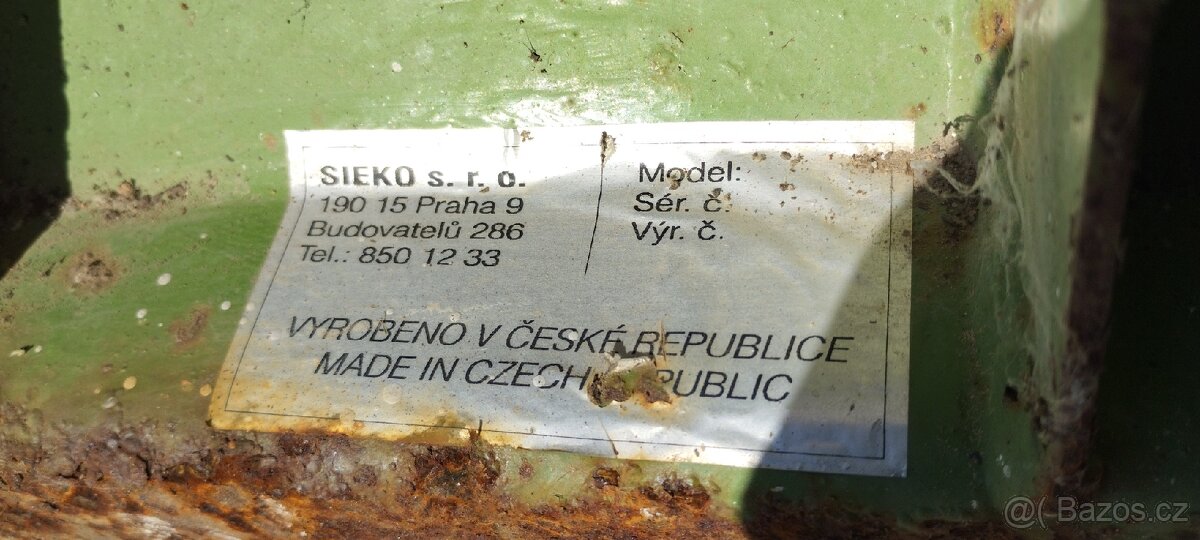 SIEKO s. r. o.
190 15 Praha 9
Budovatelů 286
Tel.: 850 12 33
Model:
Sér. č.
Výr. č.
VYROBENO V ČESKÉ REPUBLICE
MADE IN CZECH REPUBLIC
@( Bazos.cz